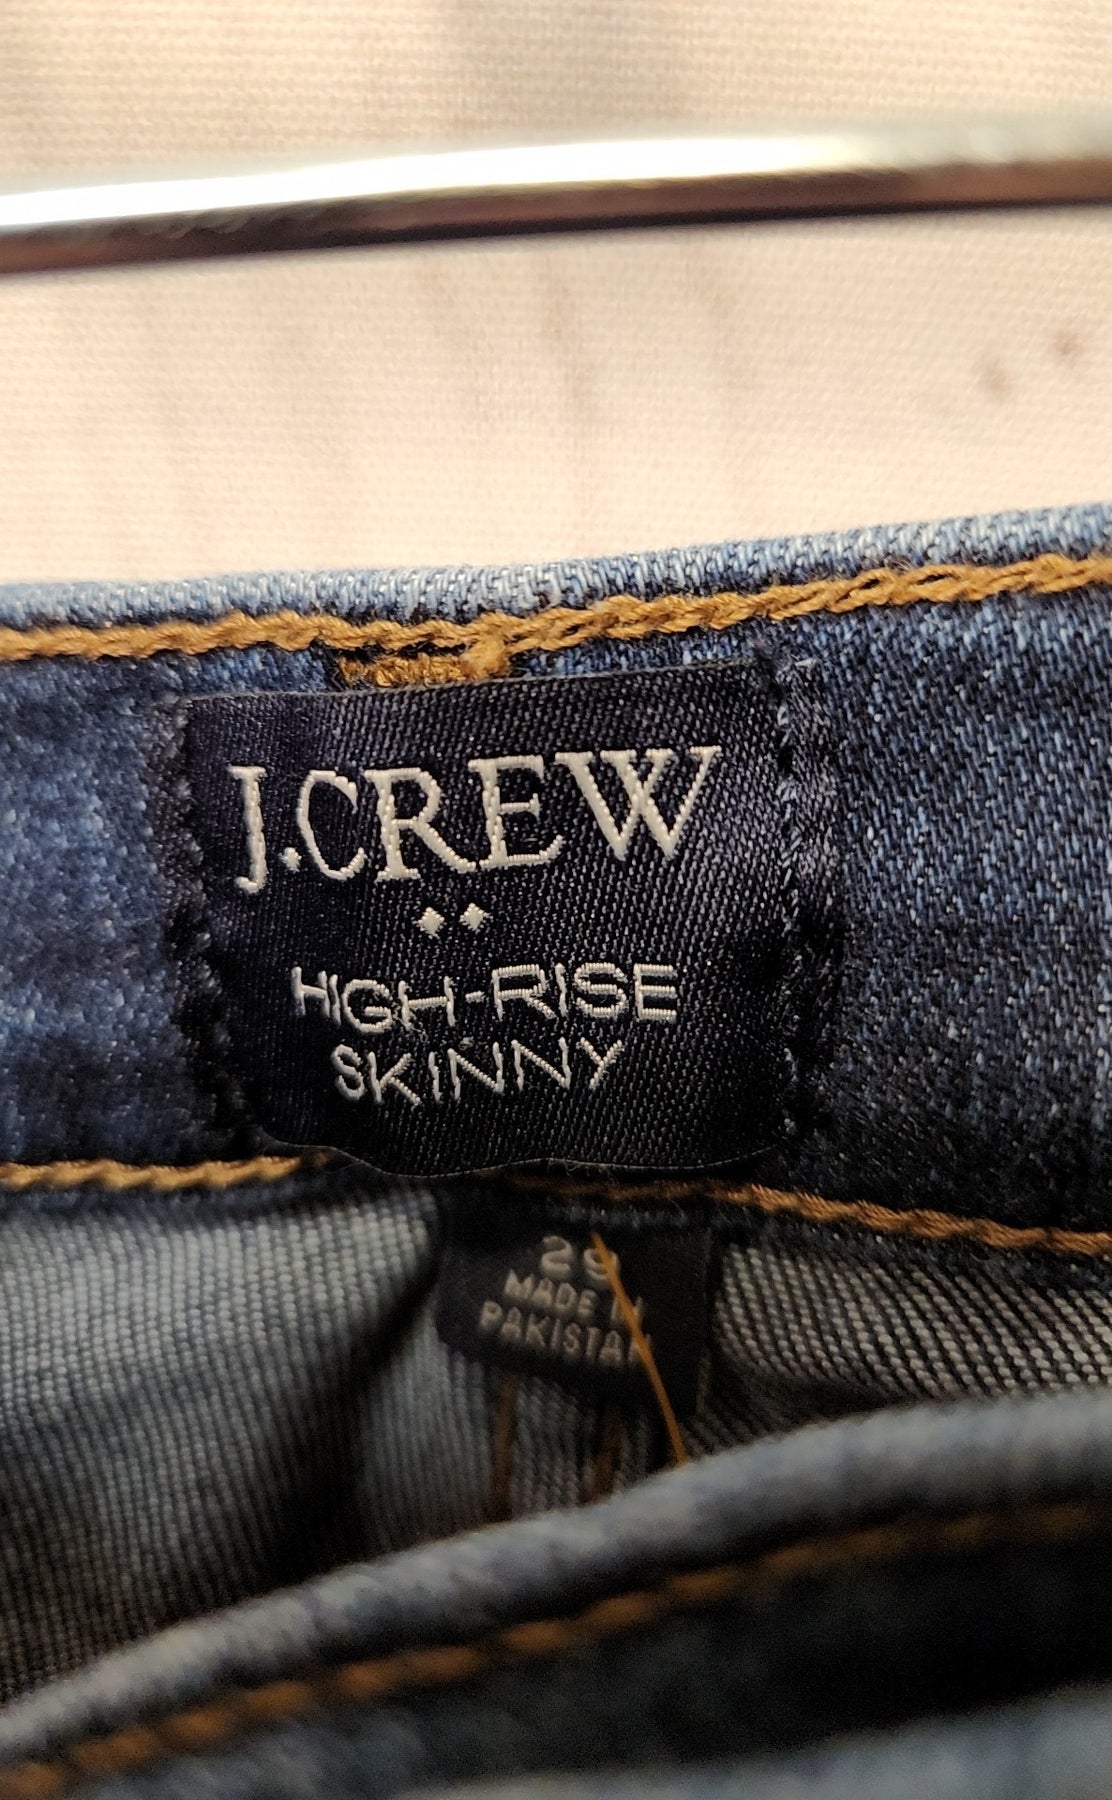 J.CREW
HIGH-RISE
SKINNY
29
MADE IN
PAKISTAN